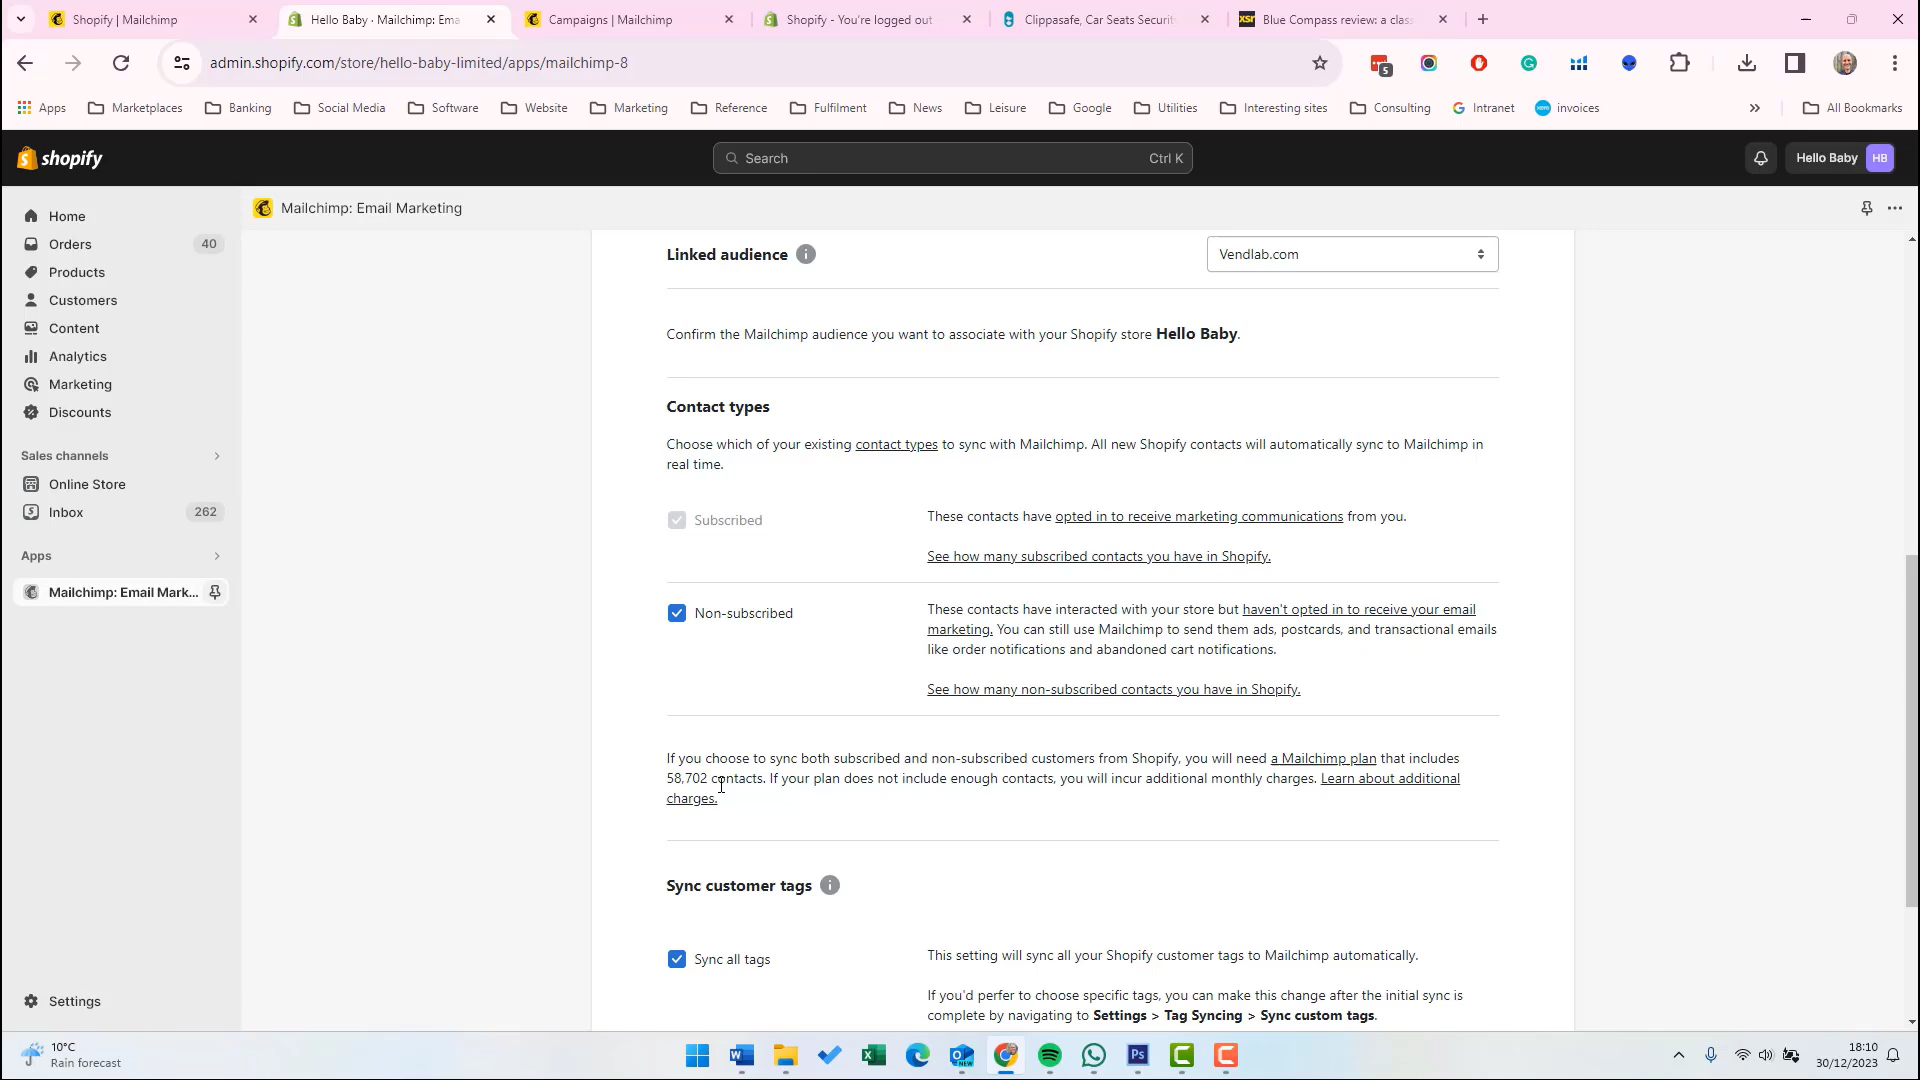 Shopify | Mailchimp
Hello Baby · Mailchimp: Ema
Campaigns | Mailchimp
Shopify - You're logged out
Clippasafe, Car Seats Securit
XSr
Blue Compass review: a clas
admin.shopify.com/store/hello-baby-limited/apps/mailchimp-8
5
Apps
Marketplaces
Banking
Social Media
Software
Website
Marketing
Reference
Fulfilment
News
Leisure
Google
Utilities
Interesting sites
Consulting
Intranet
invoices
All Bookmarks
shopify
Search
Ctrl K
Hello Baby
HB
Mailchimp: Email Marketing
Home
Orders
40
Products
Customers
Content
Analytics
Marketing
Discounts
Sales channels
Online Store
Inbox
262
Apps
Mailchimp: Email Mark...
Settings
Linked audience
Vendlab.com
Confirm the Mailchimp audience you want to associate with your Shopify store Hello Baby.
Contact types
Choose which of your existing contact types to sync with Mailchimp. All new Shopify contacts will automatically sync to Mailchimp in
real time.
Subscribed
These contacts have opted in to receive marketing communications from you.
See how many subscribed contacts you have in Shopify.
Non-subscribed
These contacts have interacted with your store but haven't opted in to receive your email
marketing. You can still use Mailchimp to send them ads, postcards, and transactional emails
like order notifications and abandoned cart notifications.
See how many non-subscribed contacts you have in Shopify.
If you choose to sync both subscribed and non-subscribed customers from Shopify, you will need a Mailchimp plan that includes
58,702 contacts. If your plan does not include enough contacts, you will incur additional monthly charges. Learn about additional
charges.
Sync customer tags
Sync all tags
This setting will sync all your Shopify customer tags to Mailchimp automatically.
If you'd perfer to choose specific tags, you can make this change after the initial sync is
complete by navigating to Settings > Tag Syncing > Sync custom tags.
10°C
Rain forecast
18:10
30/12/2023